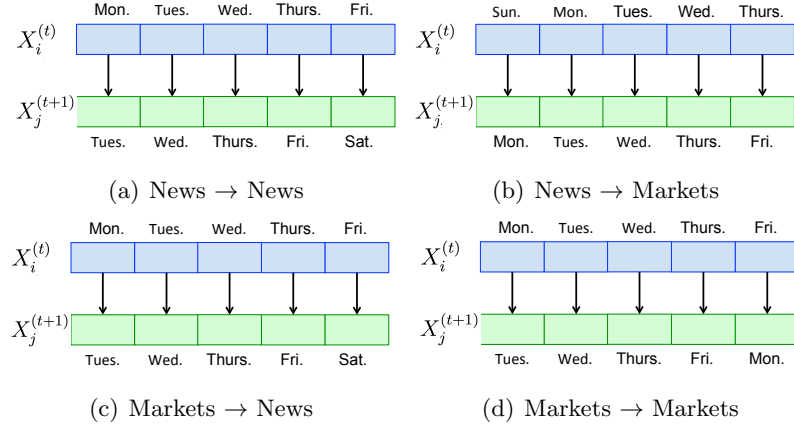 Mon. Tues. Wed. Thurs. Fri.
X_i^{(t)}
X_j^{(t+1)}
Tues. Wed. Thurs. Fri. Sat.
(a) News → News
Sun. Mon. Tues. Wed. Thurs.
X_i^{(t)}
X_j^{(t+1)}
Mon. Tues. Wed. Thurs. Fri.
(b) News → Markets
Mon. Tues. Wed. Thurs. Fri.
X_i^{(t)}
X_j^{(t+1)}
Tues. Wed. Thurs. Fri. Sat.
(c) Markets → News
Mon. Tues. Wed. Thurs. Fri.
X_i^{(t)}
X_j^{(t+1)}
Tues. Wed. Thurs. Fri. Mon.
(d) Markets → Markets